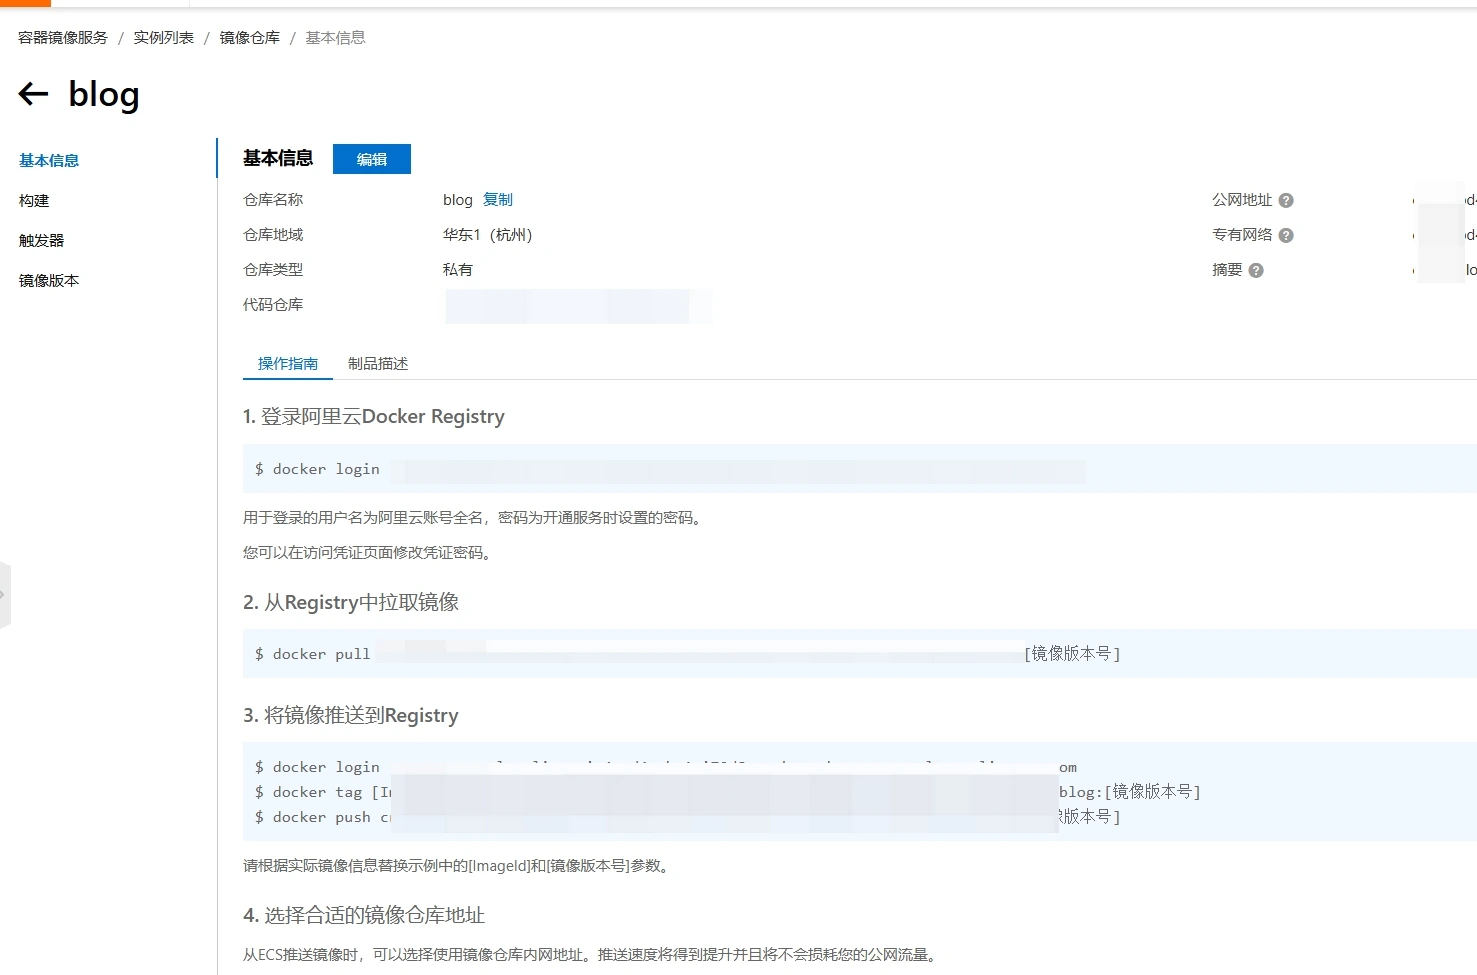 容器镜像服务 / 实例列表 / 镜像仓库 / 基本信息
← blog
基本信息
构建
触发器
镜像版本
基本信息 编辑
仓库名称 blog 复制 公网地址
仓库地域 华东1（杭州） 专有网络
仓库类型 私有 摘要
代码仓库
操作指南 制品描述
1. 登录阿里云Docker Registry
$ docker login
用于登录的用户名为阿里云账号全名，密码为开通服务时设置的密码。
您可以在访问凭证页面修改凭证密码。
2. 从Registry中拉取镜像
$ docker pull [镜像版本号]
3. 将镜像推送到Registry
$ docker login om
$ docker tag blog:[镜像版本号]
$ docker push 版本号]
请根据实际镜像信息替换示例中的[ImageId]和[镜像版本号]参数。
4. 选择合适的镜像仓库地址
从ECS推送镜像时，可以选择使用镜像仓库内网地址。推送速度将得到提升并且将不会损耗您的公网流量。